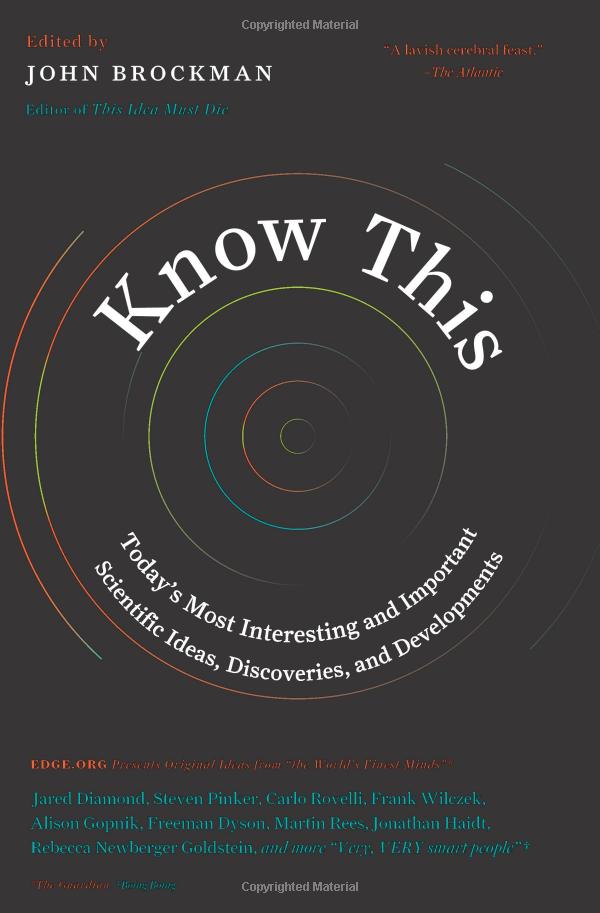 Copyrighted Material
Edited by
JOHN BROCKMAN
Editor of This Idea Must Die
“A lavish cerebral feast.”
–The Atlantic
Know This
Today’s Most Interesting and Important
Scientific Ideas, Discoveries, and Developments
EDGE.ORG Presents Original Ideas from “the World’s Finest Minds”*
Jared Diamond, Steven Pinker, Carlo Rovelli, Frank Wilczek,
Alison Gopnik, Freeman Dyson, Martin Rees, Jonathan Haidt,
Rebecca Newberger Goldstein, and more “Very, VERY smart people”†
*The Guardian †Boing Boing
Copyrighted Material